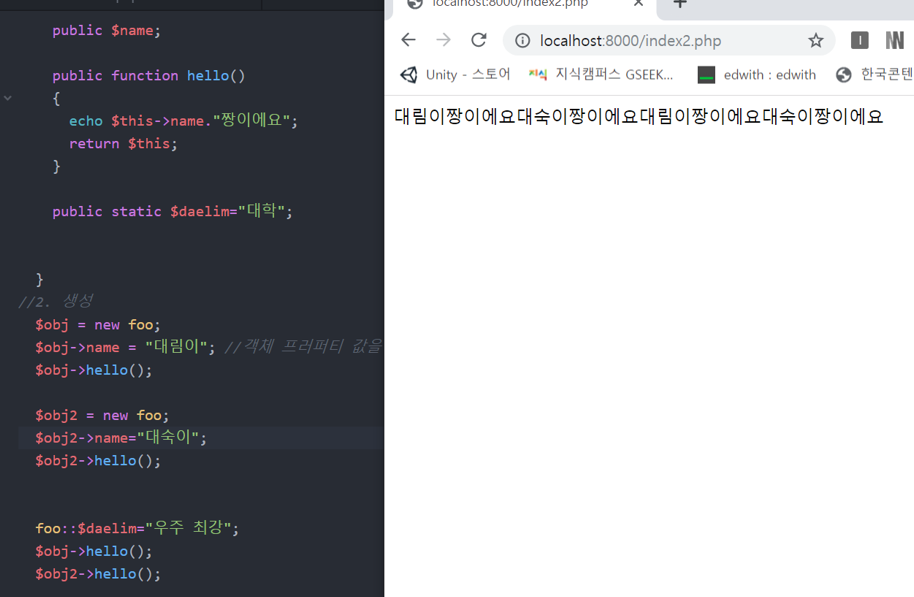 public $name;
public function hello()
{
echo $this->name."짱이에요";
return $this;
}
public static $daelim="대학";
}
//2. 생성
$obj = new foo;
$obj->name = "대림이"; //객체 프러퍼티 값을
$obj->hello();
$obj2 = new foo;
$obj2->name="대숙이";
$obj2->hello();
foo::$daelim="우주 최강";
$obj->hello();
$obj2->hello();
localhost:8000/index2.php
localhost:8000/index2.php
Unity - 스토어 지식캠퍼스 GSEEK... edwith : edwith 한국콘텐
대림이짱이에요대숙이짱이에요대림이짱이에요대숙이짱이에요